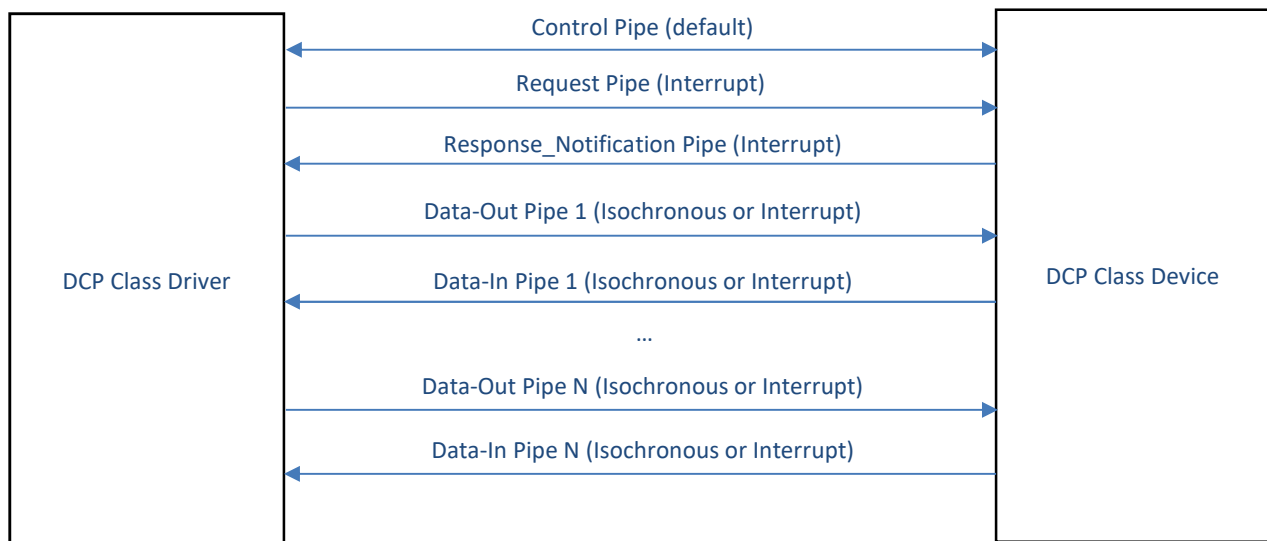 Control Pipe (default)
Request Pipe (Interrupt)
Response_Notification Pipe (Interrupt)
Data-Out Pipe 1 (Isochronous or Interrupt)
DCP Class Driver
Data-In Pipe 1 (Isochronous or Interrupt)
DCP Class Device
...
Data-Out Pipe N (Isochronous or Interrupt)
Data-In Pipe N (Isochronous or Interrupt)